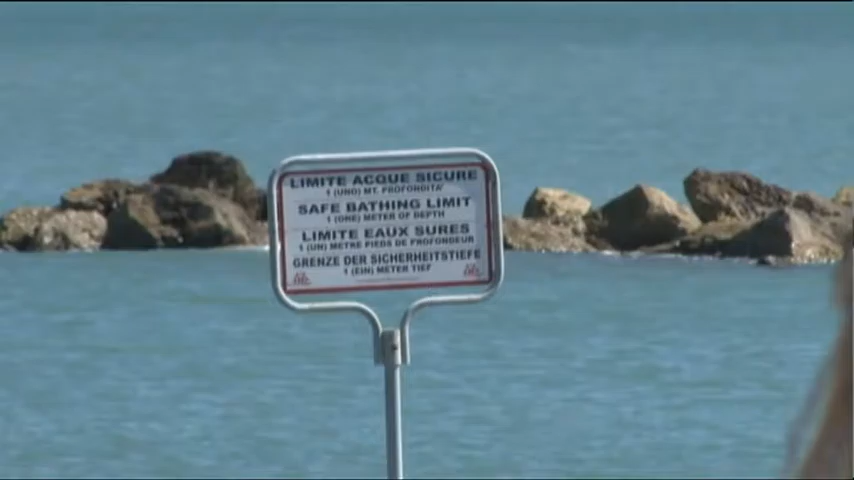 LIMITE ACQUE SICURE
1 (UNO) MT. PROFONDITA'
SAFE BATHING LIMIT
1 (ONE) METER OF DEPTH
LIMITE EAUX SURES
1 (UN) METRE PIEDS DE PROFONDEUR
GRENZE DER SICHERHEITSTIEFE
1 (EIN) METER TIEF